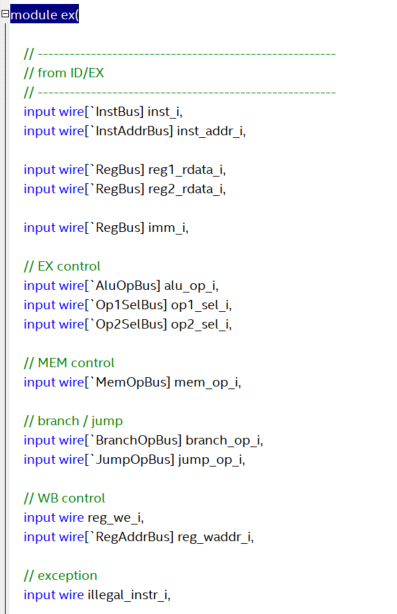 module ex(
// -------------------------------------------------------
// from ID/EX
// -------------------------------------------------------
input wire[`InstBus] inst_i,
input wire[`InstAddrBus] inst_addr_i,
input wire[`RegBus] reg1_rdata_i,
input wire[`RegBus] reg2_rdata_i,
input wire[`RegBus] imm_i,
// EX control
input wire[`AluOpBus] alu_op_i,
input wire[`Op1SelBus] op1_sel_i,
input wire[`Op2SelBus] op2_sel_i,
// MEM control
input wire[`MemOpBus] mem_op_i,
// branch / jump
input wire[`BranchOpBus] branch_op_i,
input wire[`JumpOpBus] jump_op_i,
// WB control
input wire reg_we_i,
input wire[`RegAddrBus] reg_waddr_i,
// exception
input wire illegal_instr_i,